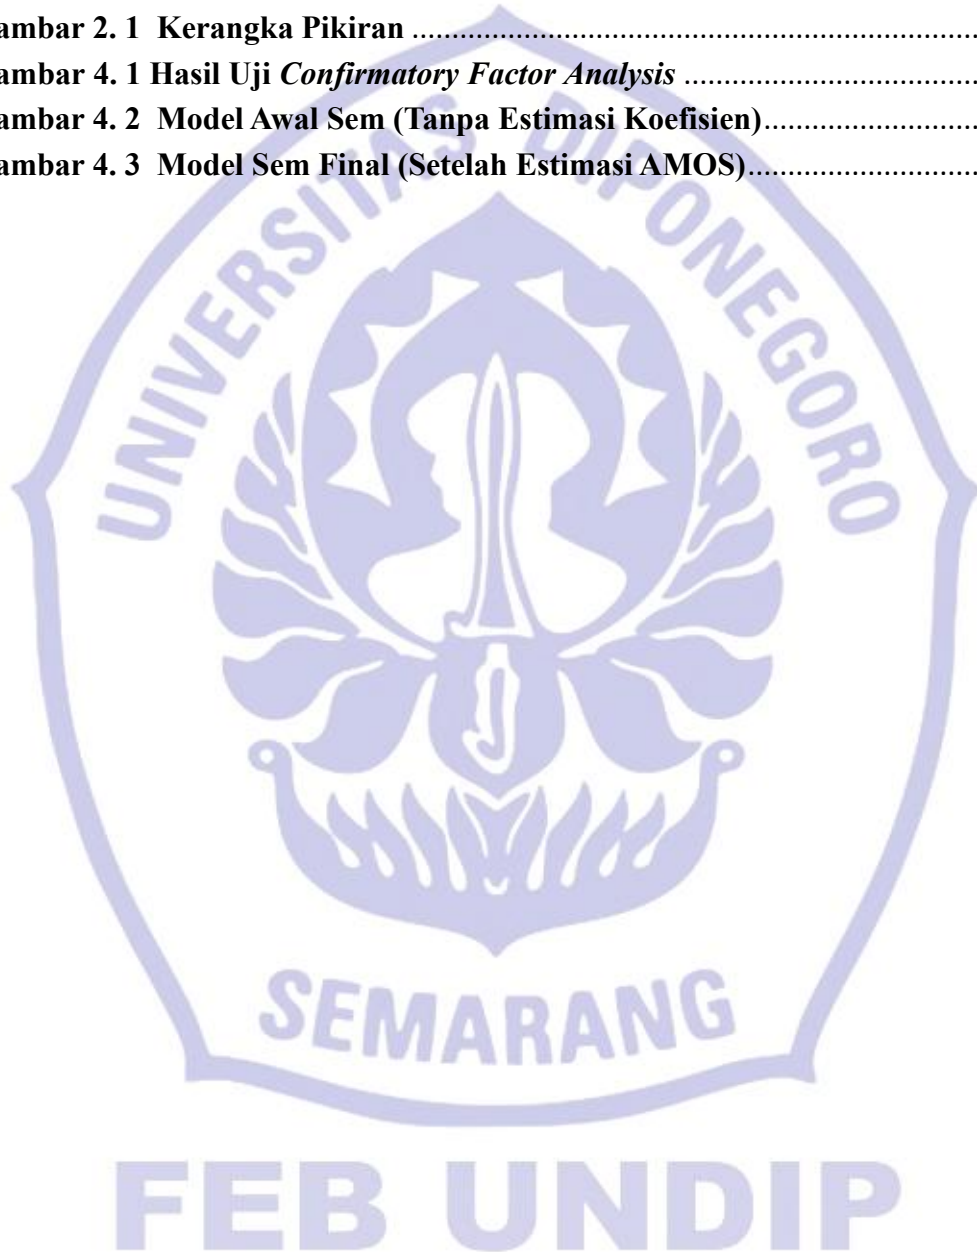 ambar 2. 1  Kerangka Pikiran ........................................................................
ambar 4. 1 Hasil Uji Confirmatory Factor Analysis .....................................
ambar 4. 2  Model Awal Sem (Tanpa Estimasi Koefisien)...........................
ambar 4. 3  Model Sem Final (Setelah Estimasi AMOS).............................
UNIVERSITAS DIPONEGORO
SEMARANG
FEB UNDIP